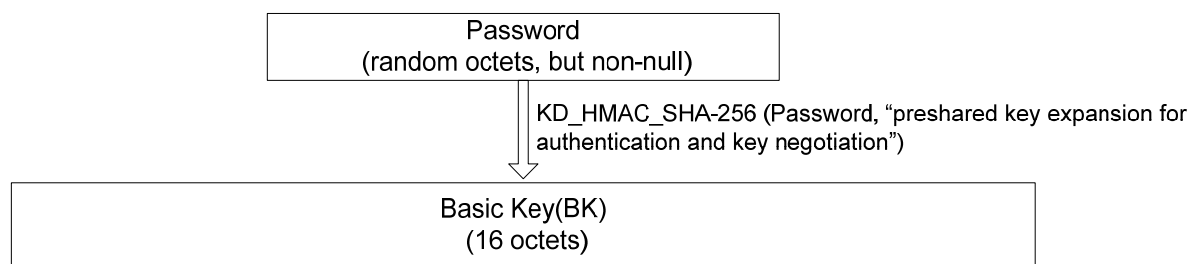 Password
(random octets, but non-null)
KD_HMAC_SHA-256 (Password, “preshared key expansion for
authentication and key negotiation”)
Basic Key(BK)
(16 octets)